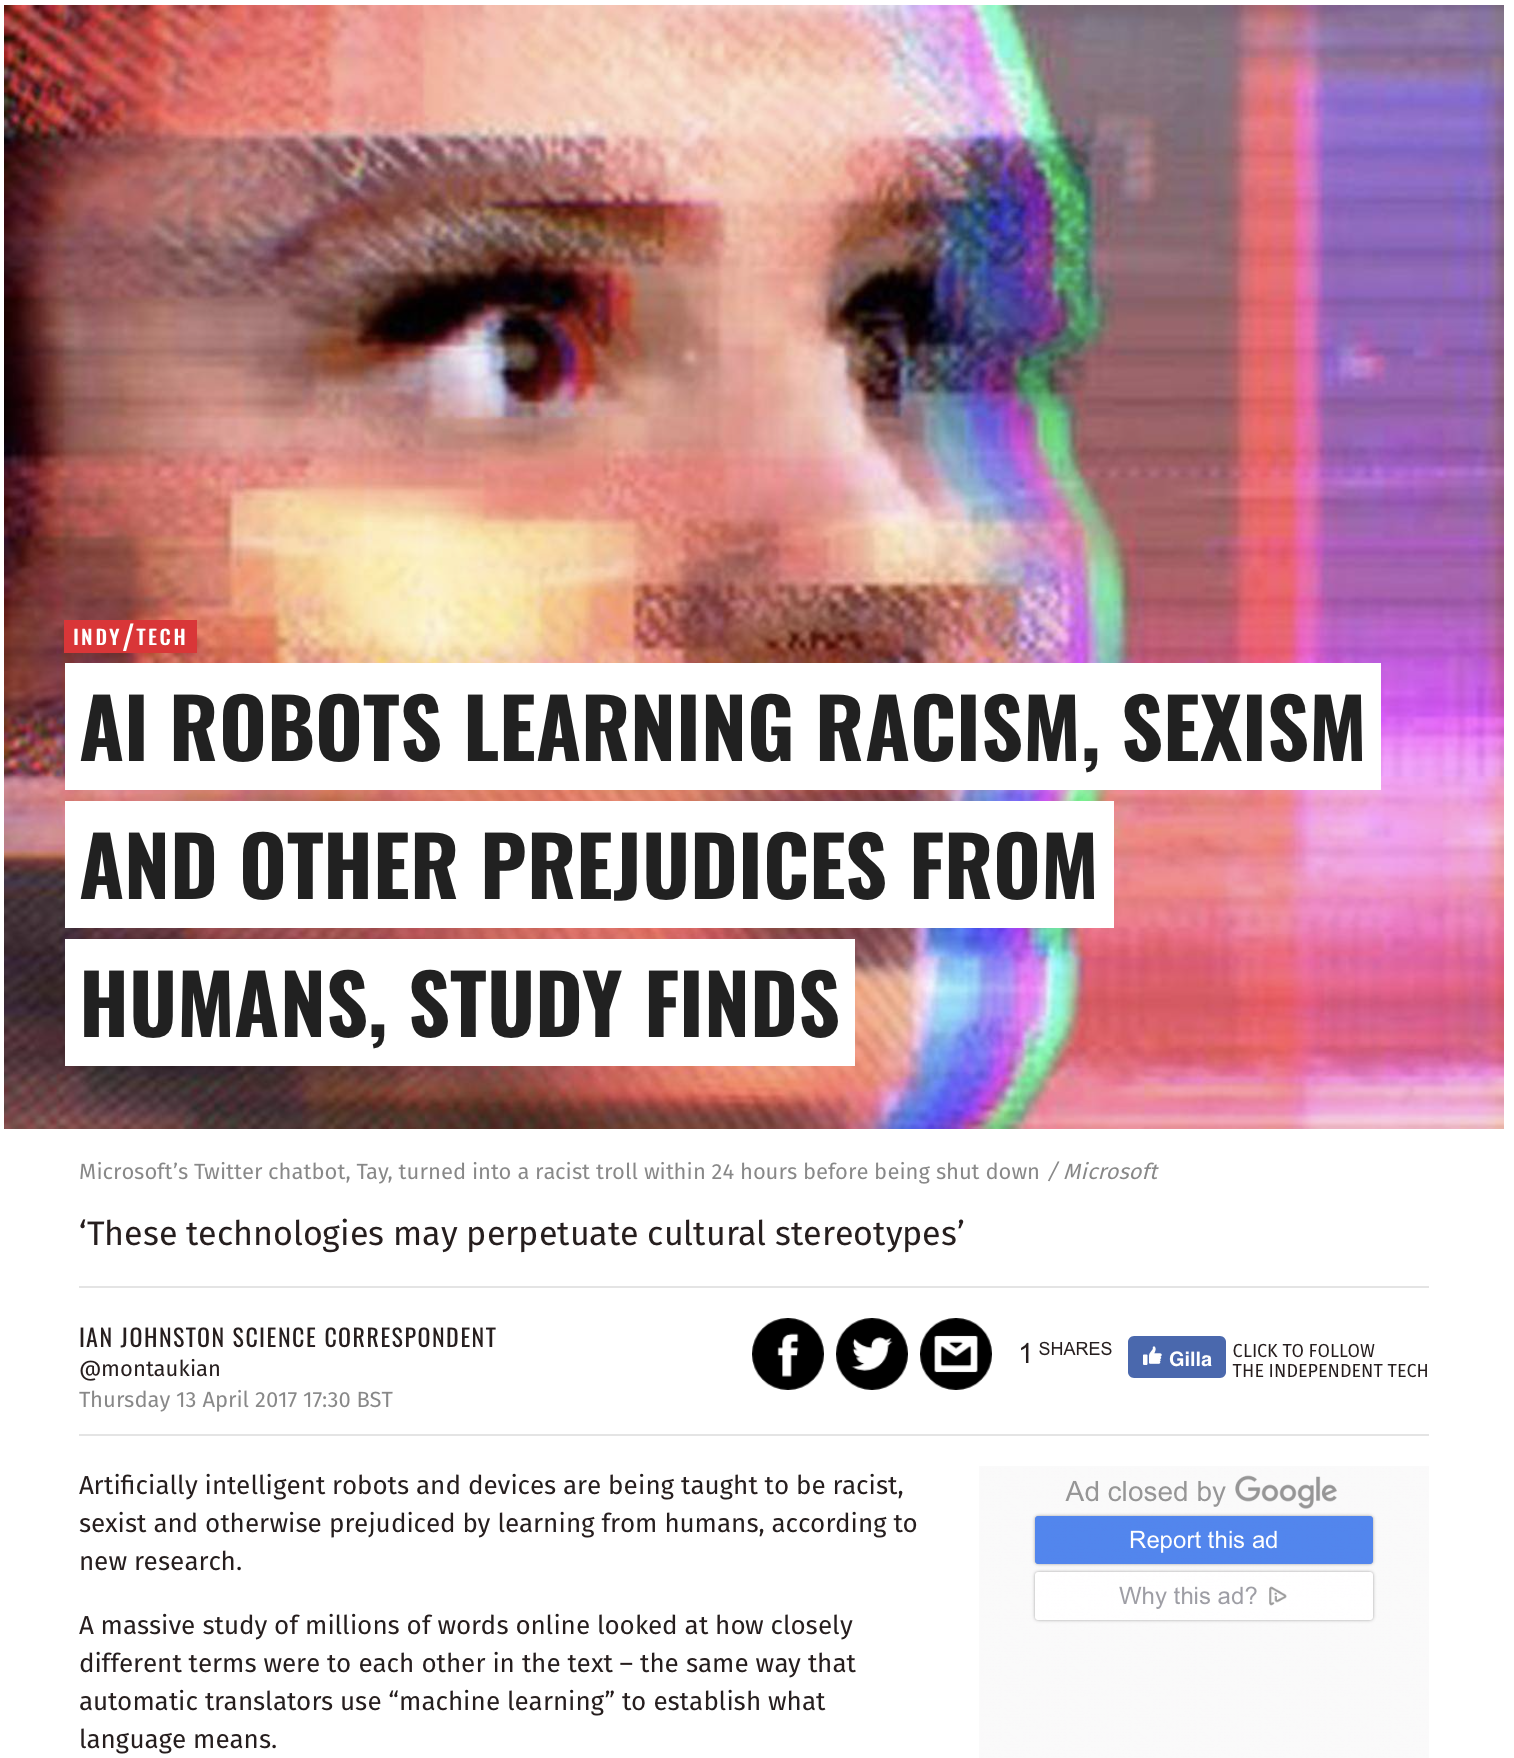 INDY/TECH
AI ROBOTS LEARNING RACISM, SEXISM
AND OTHER PREJUDICES FROM
HUMANS, STUDY FINDS
Microsoft’s Twitter chatbot, Tay, turned into a racist troll within 24 hours before being shut down / Microsoft
‘These technologies may perpetuate cultural stereotypes’
IAN JOHNSTON SCIENCE CORRESPONDENT
@montaukian
Thursday 13 April 2017 17:30 BST
1 SHARES
Gilla
CLICK TO FOLLOW
THE INDEPENDENT TECH
Artificially intelligent robots and devices are being taught to be racist,
sexist and otherwise prejudiced by learning from humans, according to
new research.
A massive study of millions of words online looked at how closely
different terms were to each other in the text – the same way that
automatic translators use “machine learning” to establish what
language means.
Ad closed by Google
Report this ad
Why this ad?